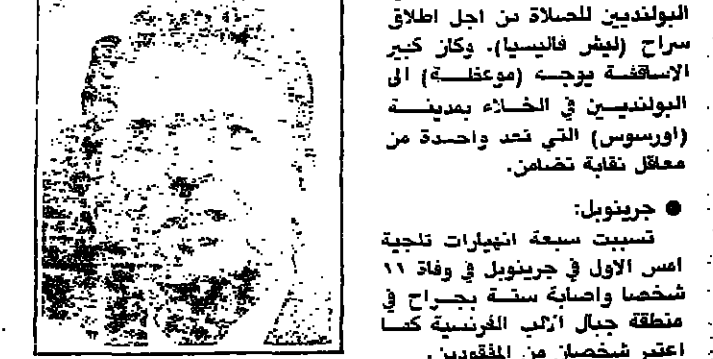 البولنديين للصلاة من اجل اطلاق
سراح (ليش فاليسيا). وكان كبير
الاساقفة يوجه (موعظة) الى
البولنديين في الخلاء بمدينة
(اورسوس) التي تعد واحدة من
معاقل نقابة تضامن.
● جرينوبل:
تسببت سبعة انهيارات ثلجية
امس الاول في جرينوبل في وفاة ١١
شخصا واصابة ستة بجراح في
منطقة جبال الالب الفرنسية كما
اعتبر شخصان من المفقودين.